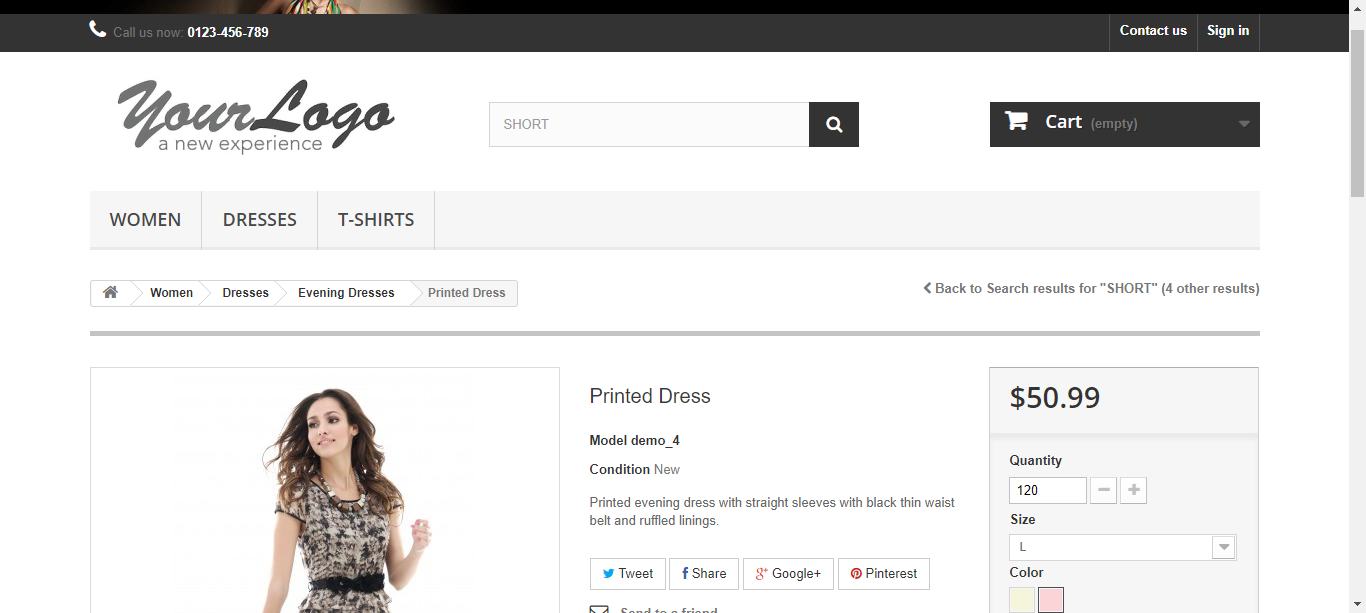 Call us now: 0123-456-789
Contact us
Sign in
YourLogo
a new experience
SHORT
Cart (empty)
WOMEN
DRESSES
T-SHIRTS
Women
Dresses
Evening Dresses
Printed Dress
Back to Search results for "SHORT" (4 other results)
Printed Dress
Model demo_4
Condition New
Printed evening dress with straight sleeves with black thin waist
belt and ruffled linings.
Tweet
Share
Google+
Pinterest
Send to a friend
$50.99
Quantity
120
Size
L
Color